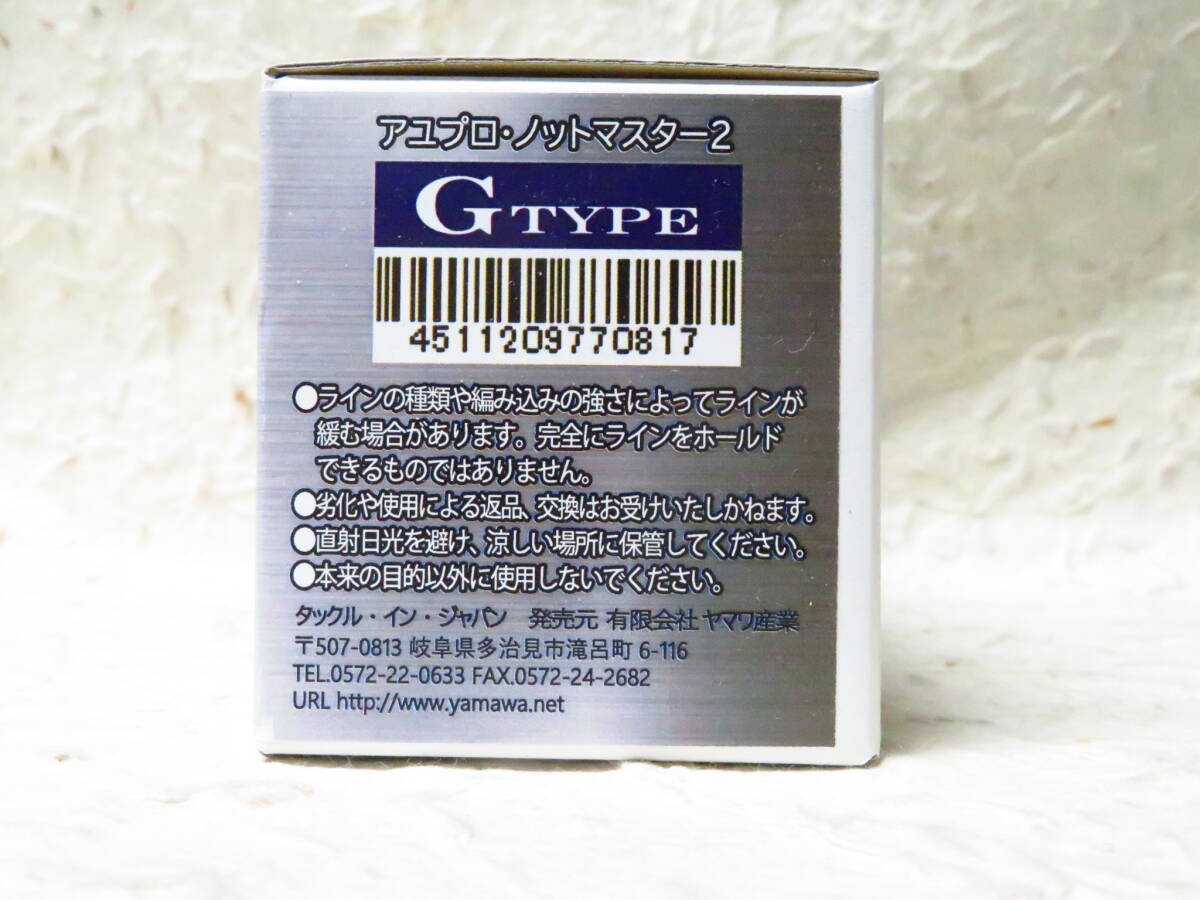 アユプロ・ノットマスター2
G TYPE
4511209770817
●ラインの種類や編み込みの強さによってラインが
緩む場合があります。完全にラインをホールド
できるものではありません。
●劣化や使用による返品、交換はお受けいたしかねます。
●直射日光を避け、涼しい場所に保管してください。
●本来の目的以外に使用しないでください。
タックル・イン・ジャパン 発売元 有限会社 ヤマワ産業
〒507-0813 岐阜県多治見市滝呂町 6-116
TEL.0572-22-0633 FAX.0572-24-2682
URL http://www.yamawa.net